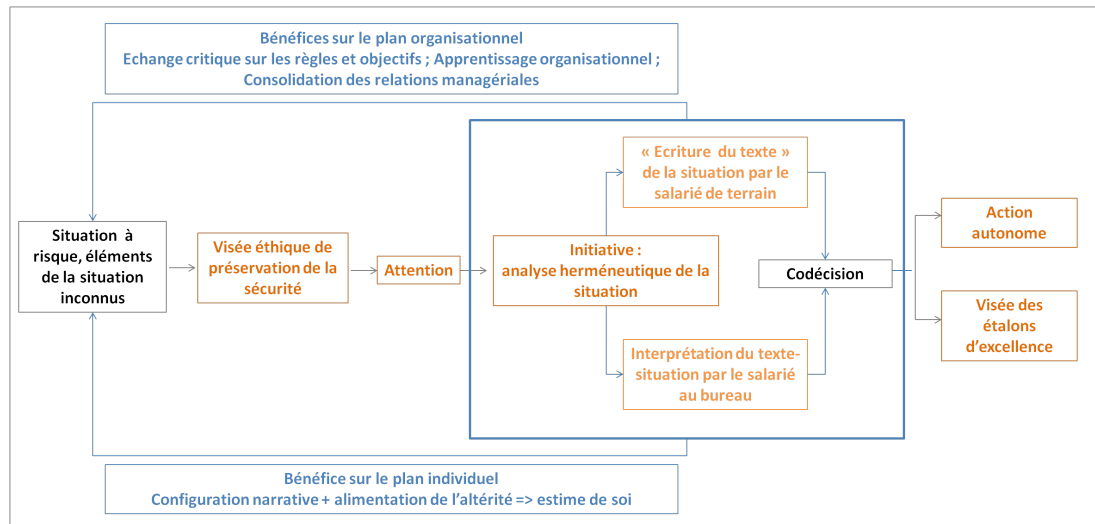 Bénéfices sur le plan organisationnel
Echange critique sur les règles et objectifs ; Apprentissage organisationnel ;
Consolidation des relations managériales
Situation à
risque, éléments
de la situation
inconnus
Visée éthique de
préservation de la
sécurité
Attention
Initiative :
analyse herméneutique de la
situation
« Ecriture du texte »
de la situation par le
salarié de terrain
Interprétation du texte-
situation par le salarié
au bureau
Codécision
Action
autonome
Visée des
étalons
d’excellence
Bénéfice sur le plan individuel
Configuration narrative + alimentation de l’altérité => estime de soi